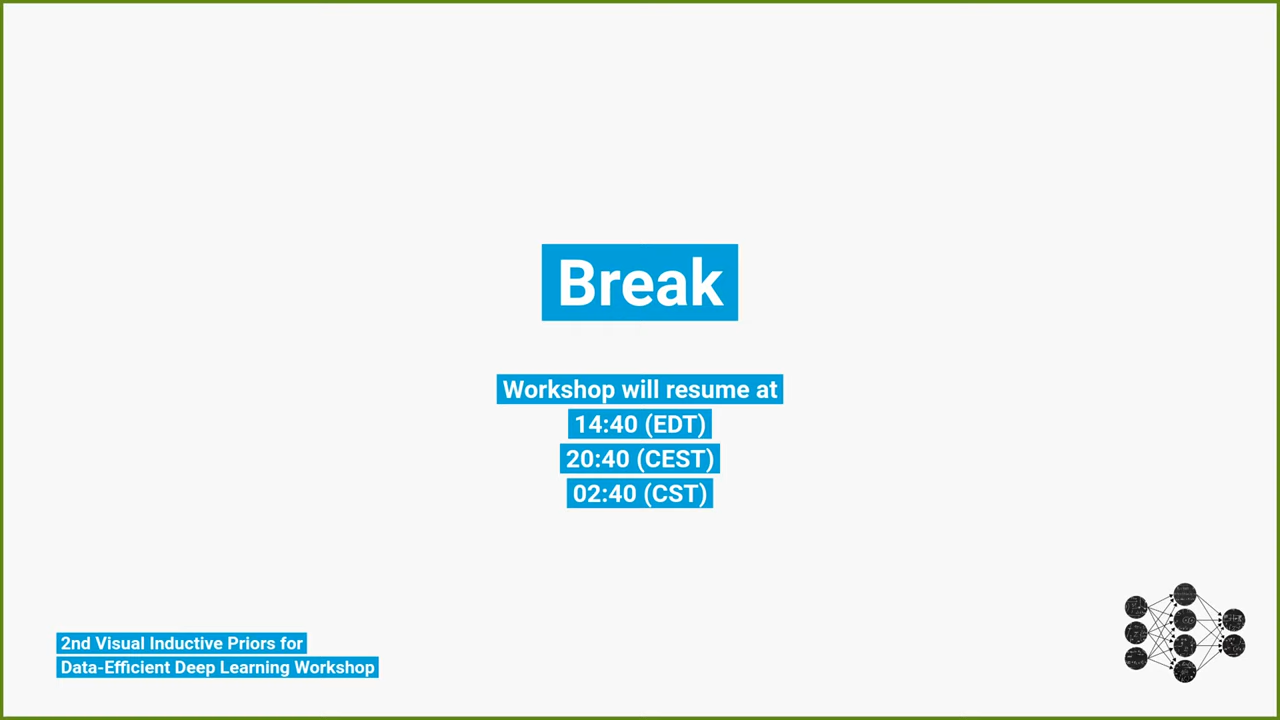 Break
Workshop will resume at
14:40 (EDT)
20:40 (CEST)
02:40 (CST)
2nd Visual Inductive Priors for
Data-Efficient Deep Learning Workshop